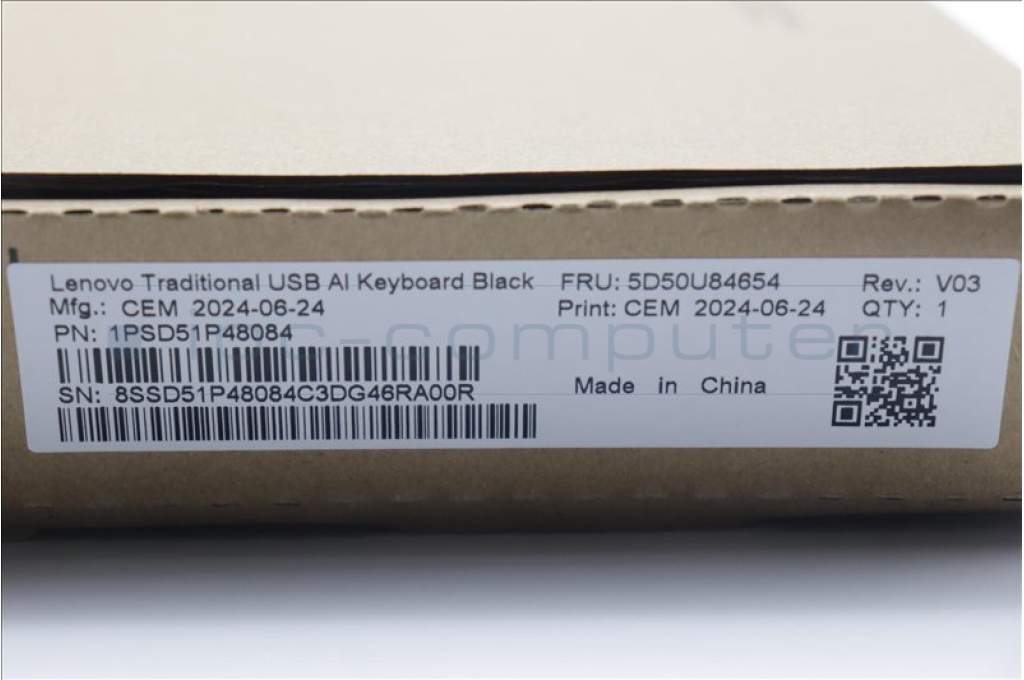 Lenovo Traditional USB AI Keyboard Black FRU: 5D50U84654 Rev.: V03
Mfg.: CEM 2024-06-24 Print: CEM 2024-06-24 QTY: 1
PN: 1PSD51P48084
SN: 8SSD51P48084C3DG46RA00R
Made in China
computer